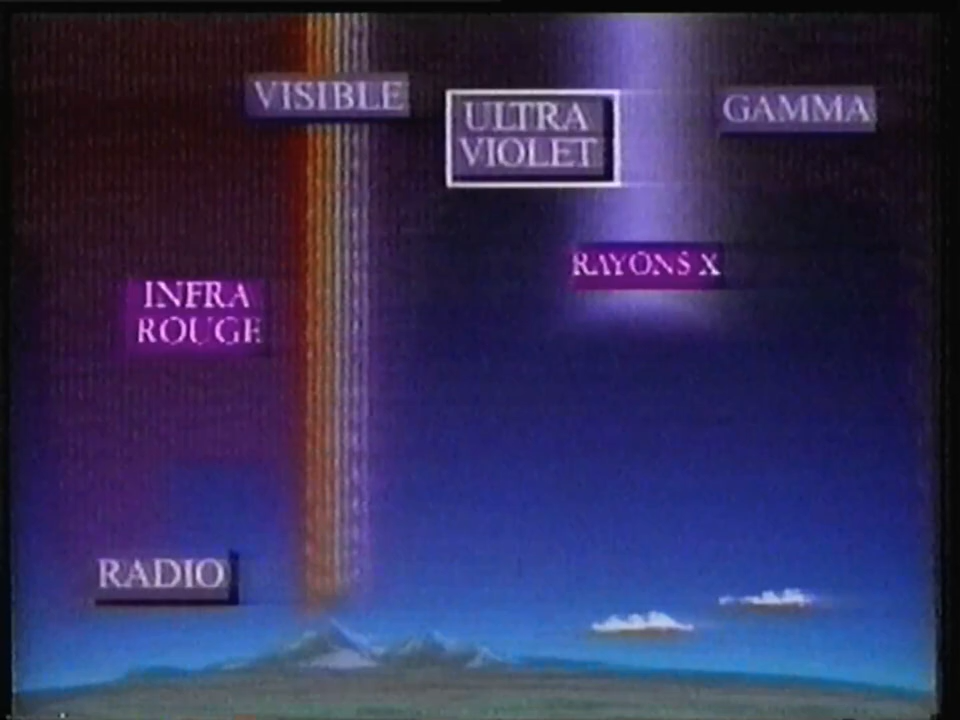 VISIBLE
ULTRA
VIOLET
GAMMA
RAYONS X
INFRA
ROUGE
RADIO